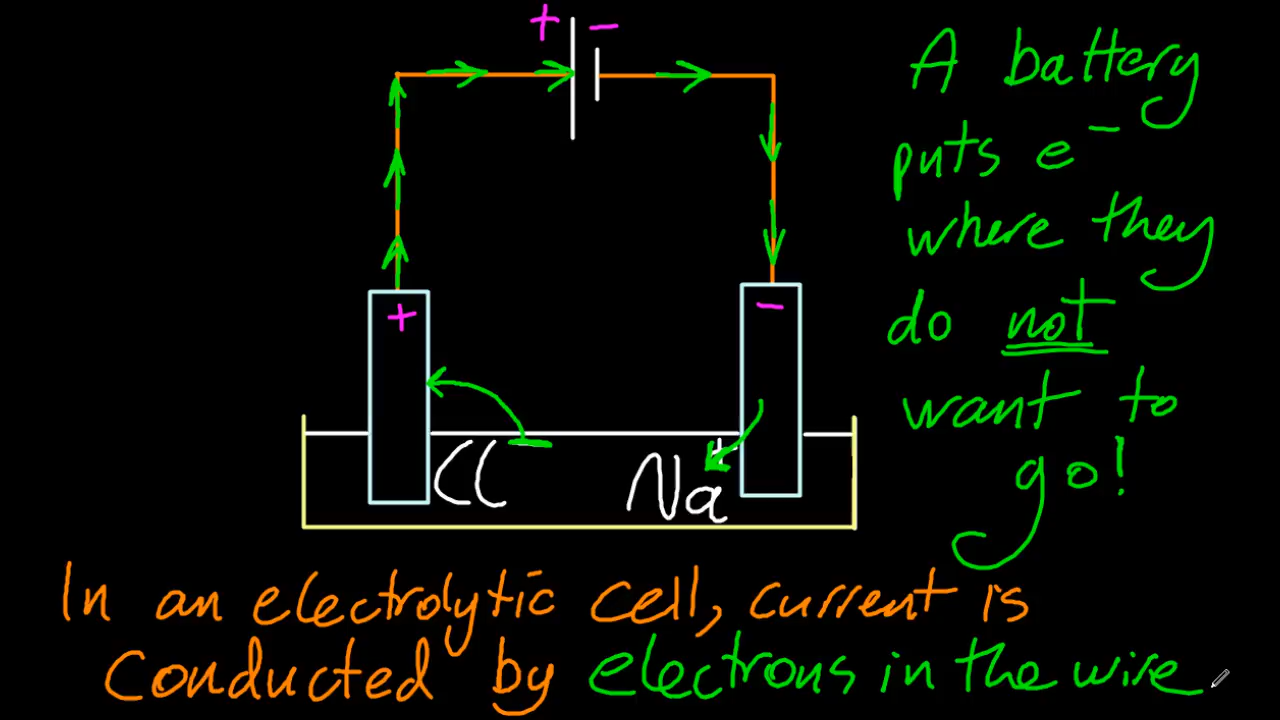 + −
A battery
puts e⁻
where they
do not
want to
go!
+ −
Cl Na⁺
In an electrolytic cell, current is
conducted by electrons in the wire